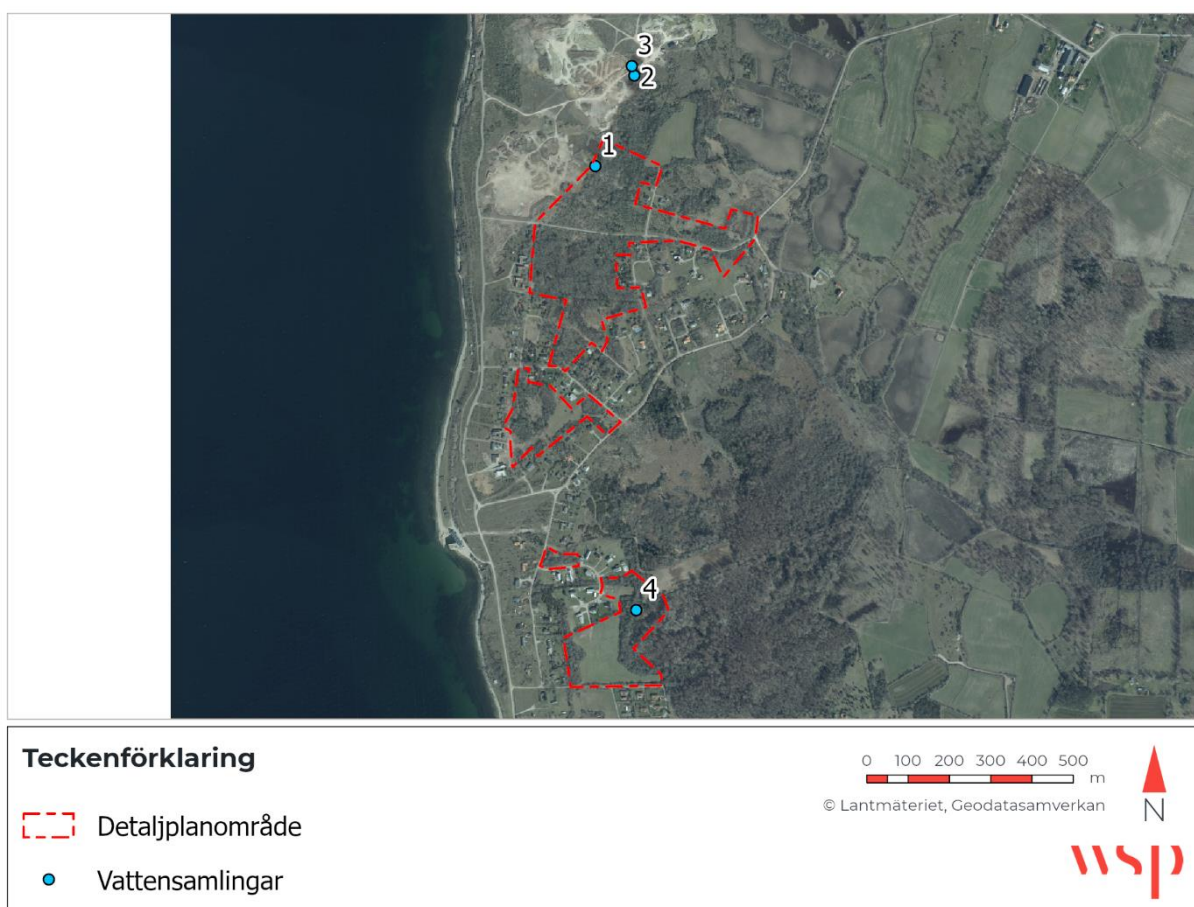 3
2
1
4
Teckenförklaring
Detaljplanområde
Vattensamlingar
0 100 200 300 400 500
m
© Lantmäteriet, Geodatasamverkan
N
wsp